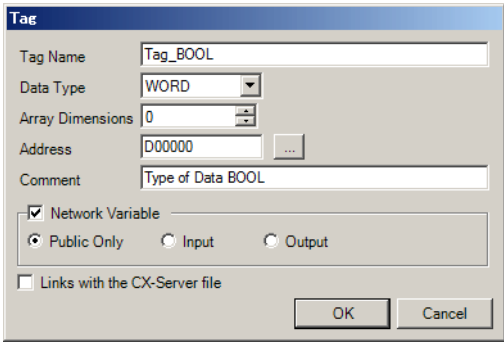 Tag
Tag Name Tag_BOOL
Data Type WORD
Array Dimensions 0
Address D00000 ...
Comment Type of Data BOOL
Network Variable
Public Only Input Output
Links with the CX-Server file
OK Cancel